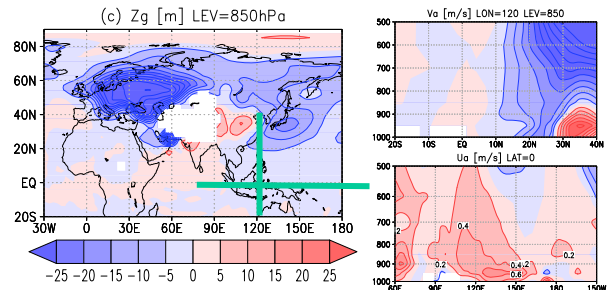 (c) Zg [m] LEV=850hPa
80N
60N
40N
20N
EQ
20S
30W 0 30E 60E 90E 120E 150E 180
-25 -20 -15 -10 -5 0 5 10 15 20 25
Va [m/s] LON=120 LEV=850
500
600
700
800
900
1000
10S EQ 10N 20N 30N 40N
Ua [m/s] LAT=0
500
600
700
800
900
1000
0.4
0.2
0.2
0.4
0.2
0.6
60E 90E 120E 150E 180 150W